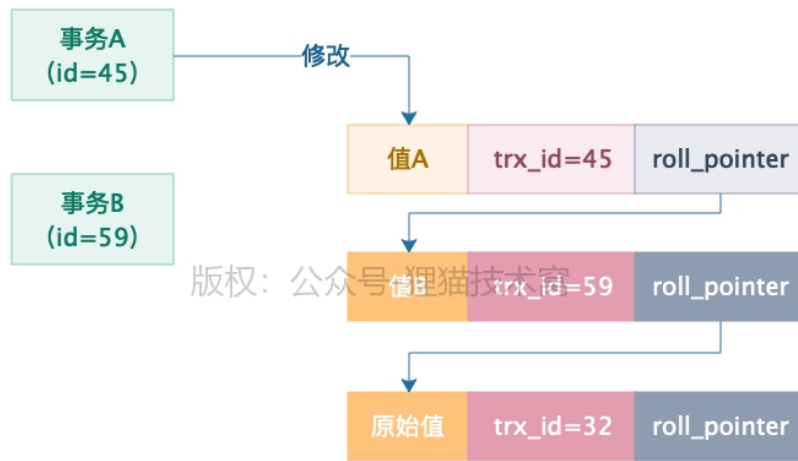 事务A
(id=45)
修改
值A trx_id=45 roll_pointer
事务B
(id=59)
值B trx_id=59 roll_pointer
版权：公众号 狸猫技术窝
原始值 trx_id=32 roll_pointer